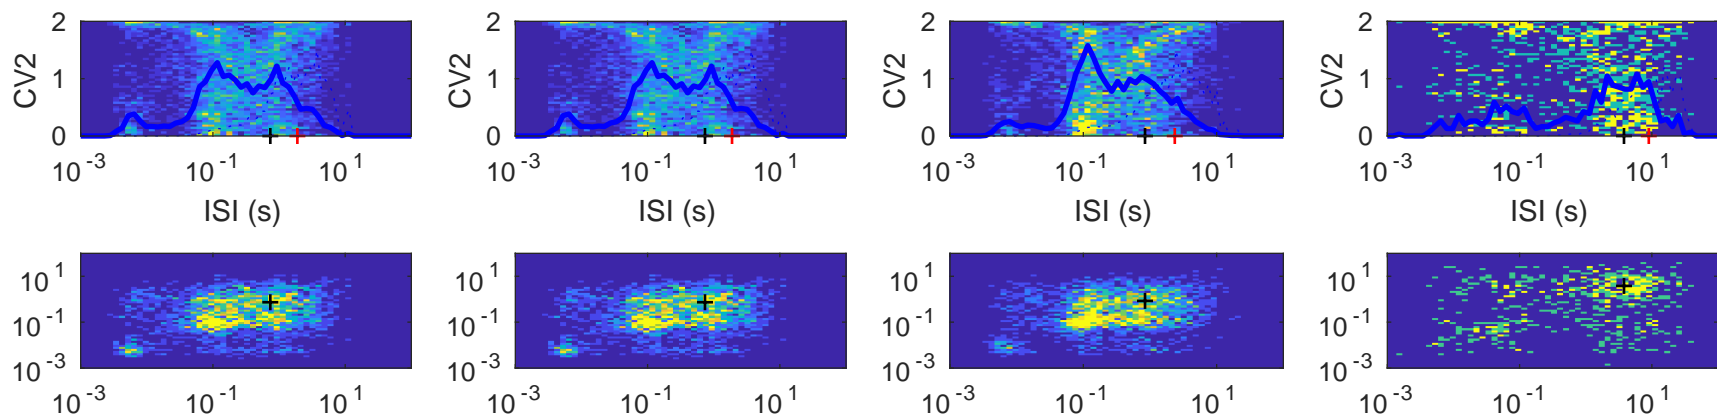 2 2 2 2
CV2 CV2 CV2 CV2
1 1 1 1
0 0 0 0
10^-3 10^-1 10^1 10^-3 10^-1 10^1 10^-3 10^-1 10^1 10^-3 10^-1 10^1
ISI (s) ISI (s) ISI (s) ISI (s)
10^1 10^1 10^1 10^1
10^-1 10^-1 10^-1 10^-1
10^-3 10^-3 10^-3 10^-3
10^-3 10^-1 10^1 10^-3 10^-1 10^1 10^-3 10^-1 10^1 10^-3 10^-1 10^1